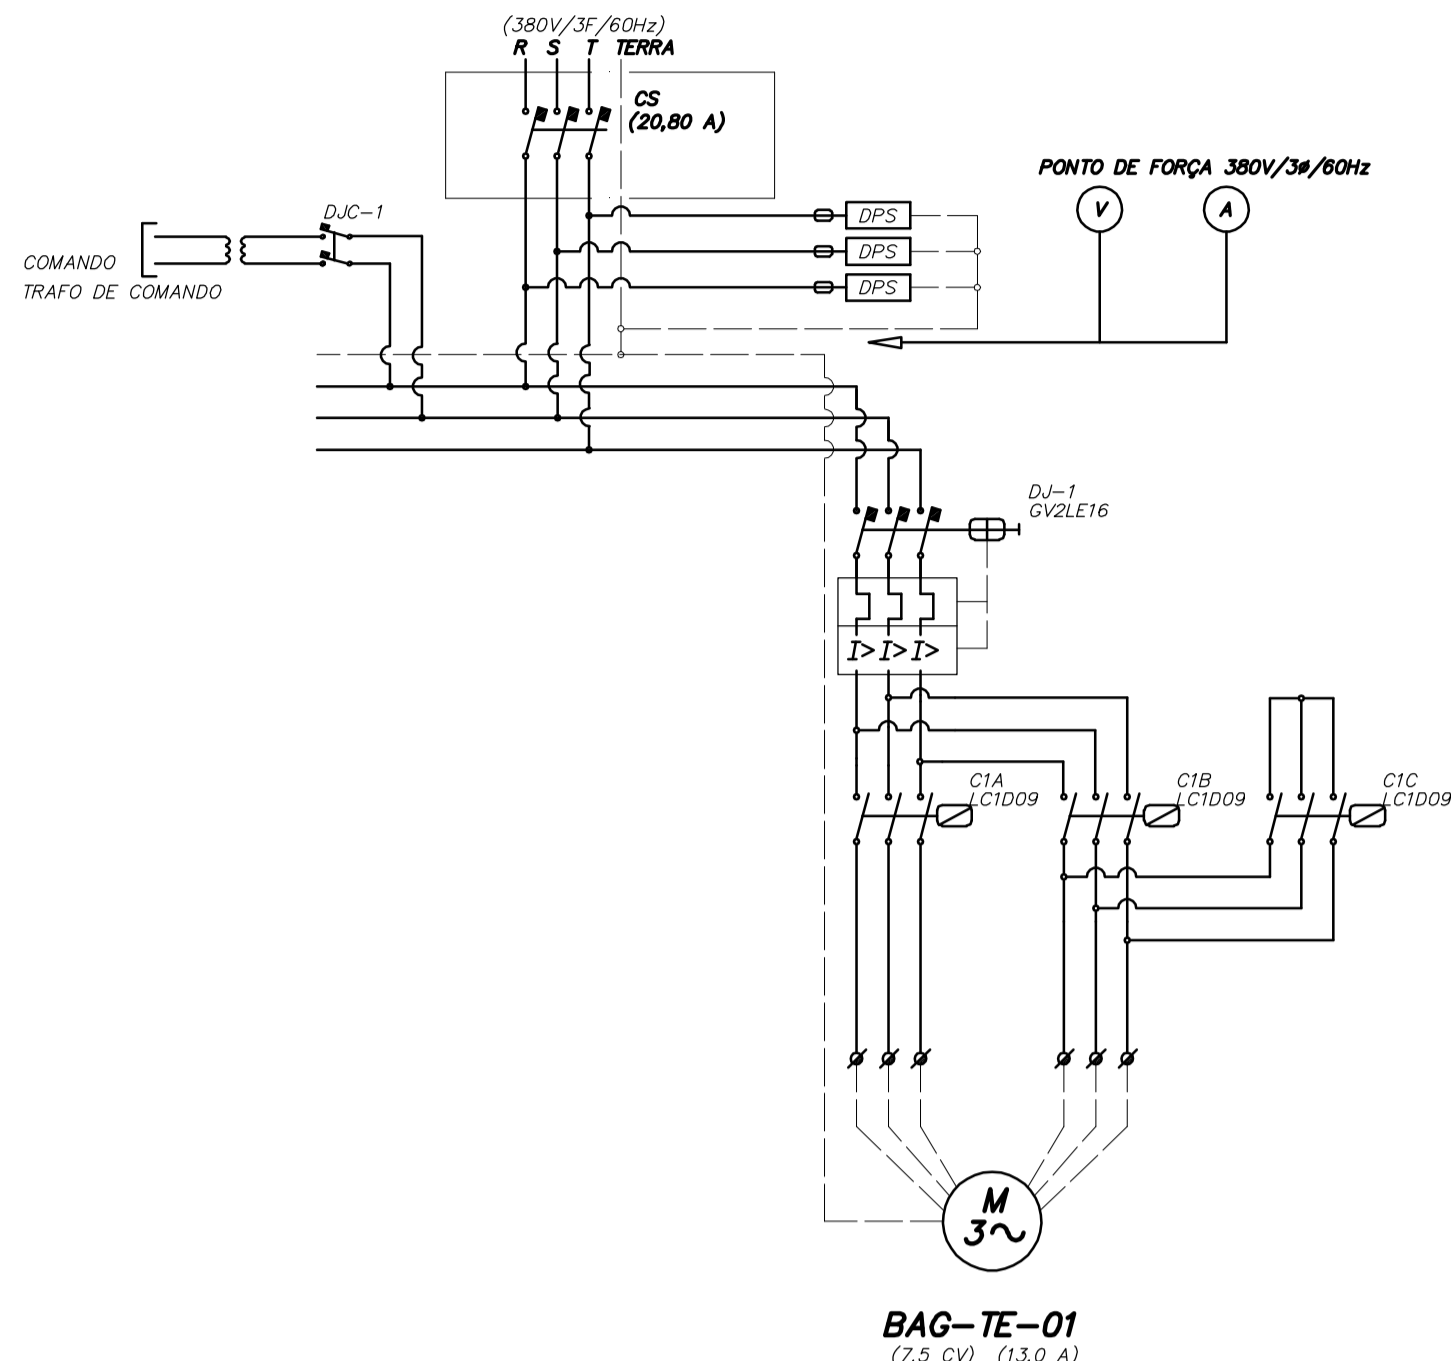 (380V/3F/60Hz)
R S T TERRA
CS
(20,80 A)
PONTO DE FORÇA 380V/3ø/60Hz
V A
DJC-1
DPS
DPS
DPS
COMANDO
TRAFO DE COMANDO
DJ-1
GV2LE16
I> I> I>
C1A
LC1D09
C1B
LC1D09
C1C
LC1D09
M
3~
BAG-TE-01
(7,5 CV) (13,0 A)